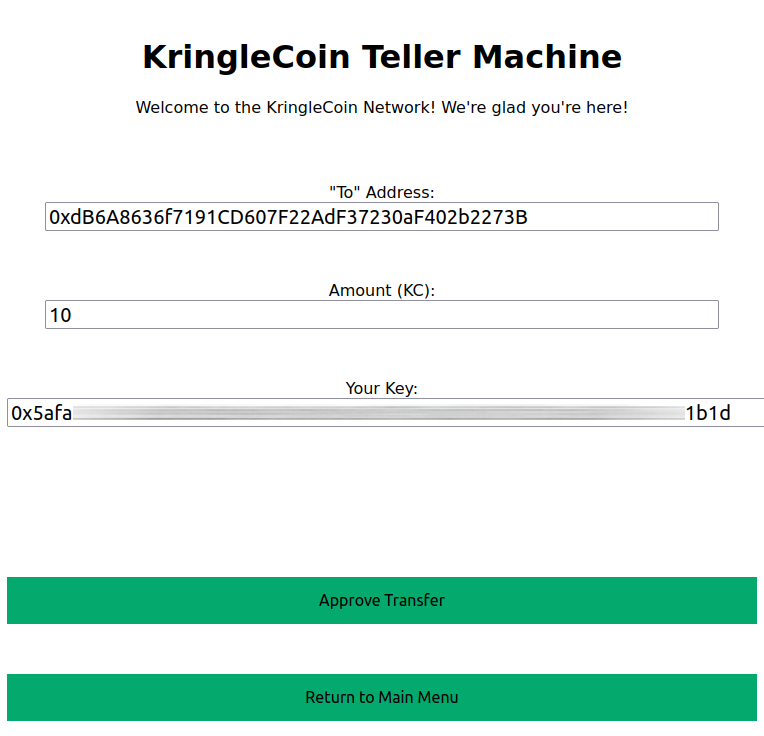 KringleCoin Teller Machine
Welcome to the KringleCoin Network! We're glad you're here!
"To" Address:
0xdB6A8636f7191CD607F22AdF37230aF402b2273B
Amount (KC):
10
Your Key:
0x5afa 1b1d
Approve Transfer
Return to Main Menu